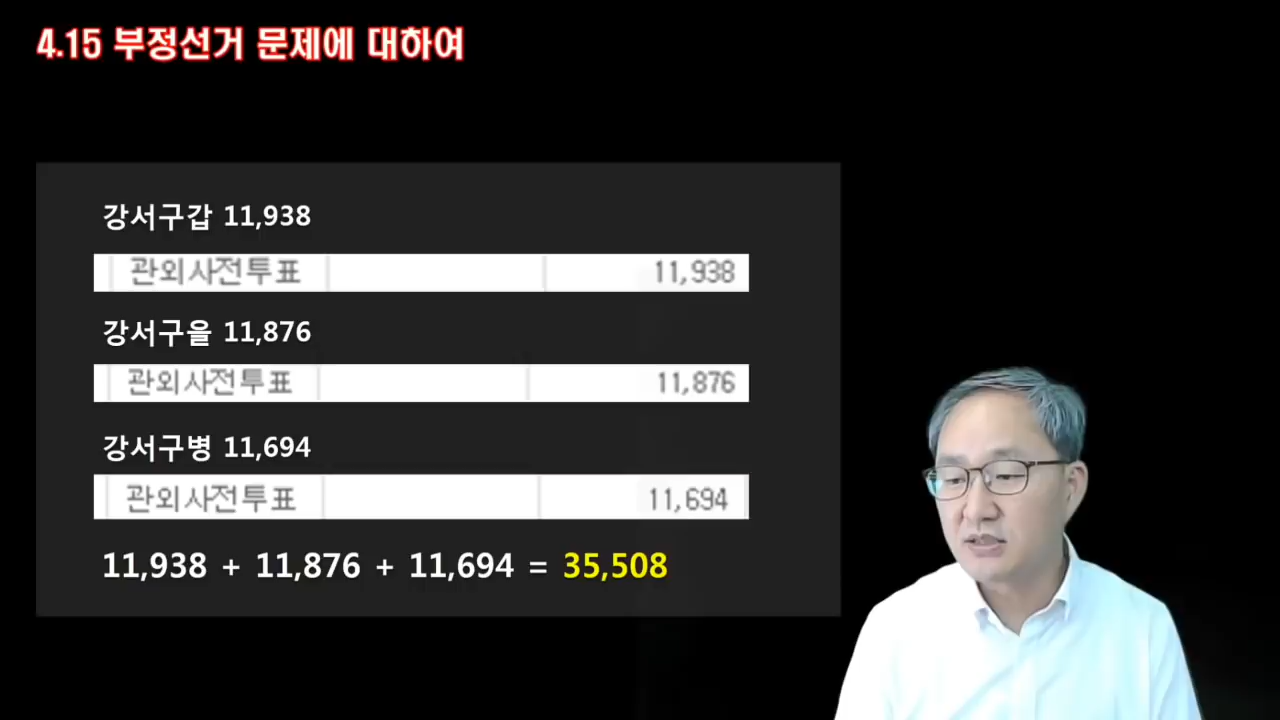 4.15 부정선거 문제에 대하여
강서구갑 11,938
관외사전투표 11,938
강서구을 11,876
관외사전투표 11,876
강서구병 11,694
관외사전투표 11,694
11,938 + 11,876 + 11,694 = 35,508